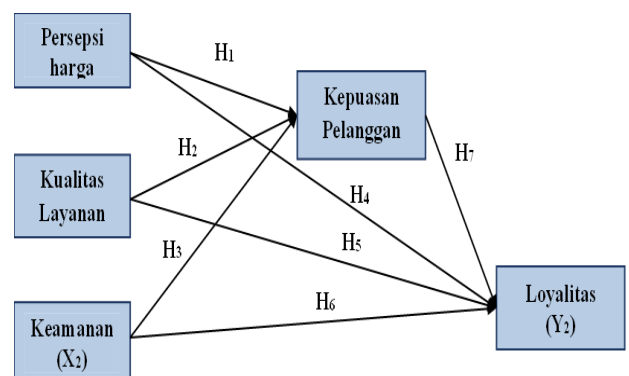 Persepsi
harga
H₁
Kepuasan
Pelanggan
H₂
Kualitas
Layanan
H₃
H₄
H₅
H₇
Keamanan
(X₂)
H₆
Loyalitas
(Y₂)